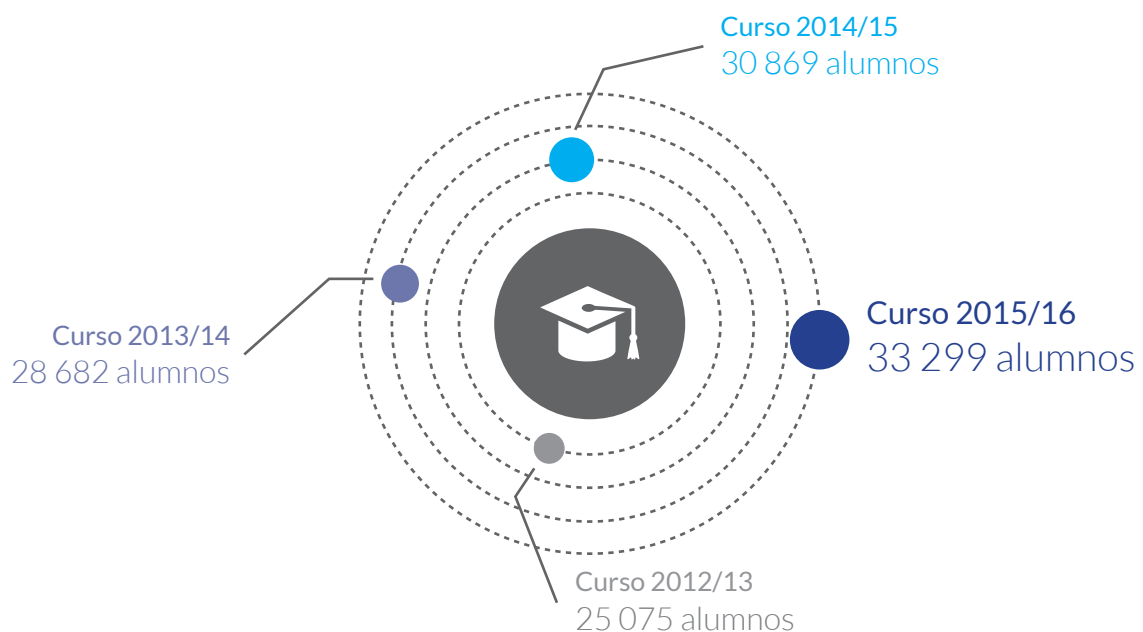 Curso 2014/15
30 869 alumnos
Curso 2015/16
33 299 alumnos
Curso 2013/14
28 682 alumnos
Curso 2012/13
25 075 alumnos